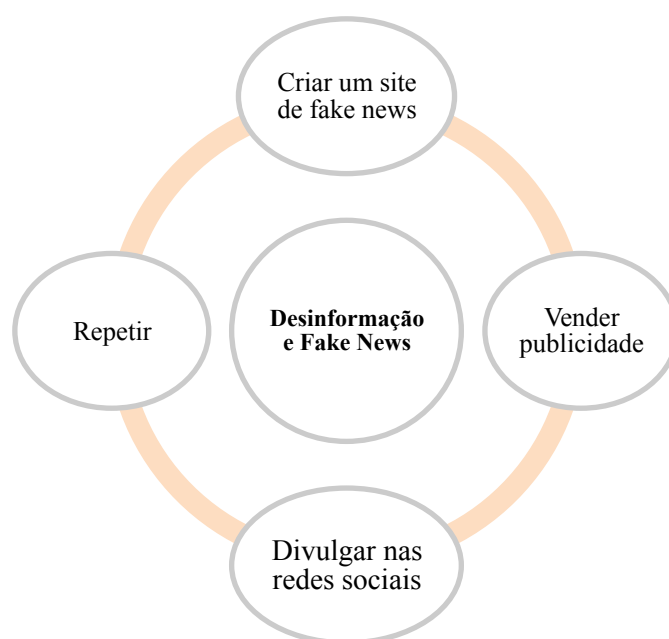 Criar um site
de fake news
Repetir
Desinformação
e Fake News
Vender
publicidade
Divulgar nas
redes sociais